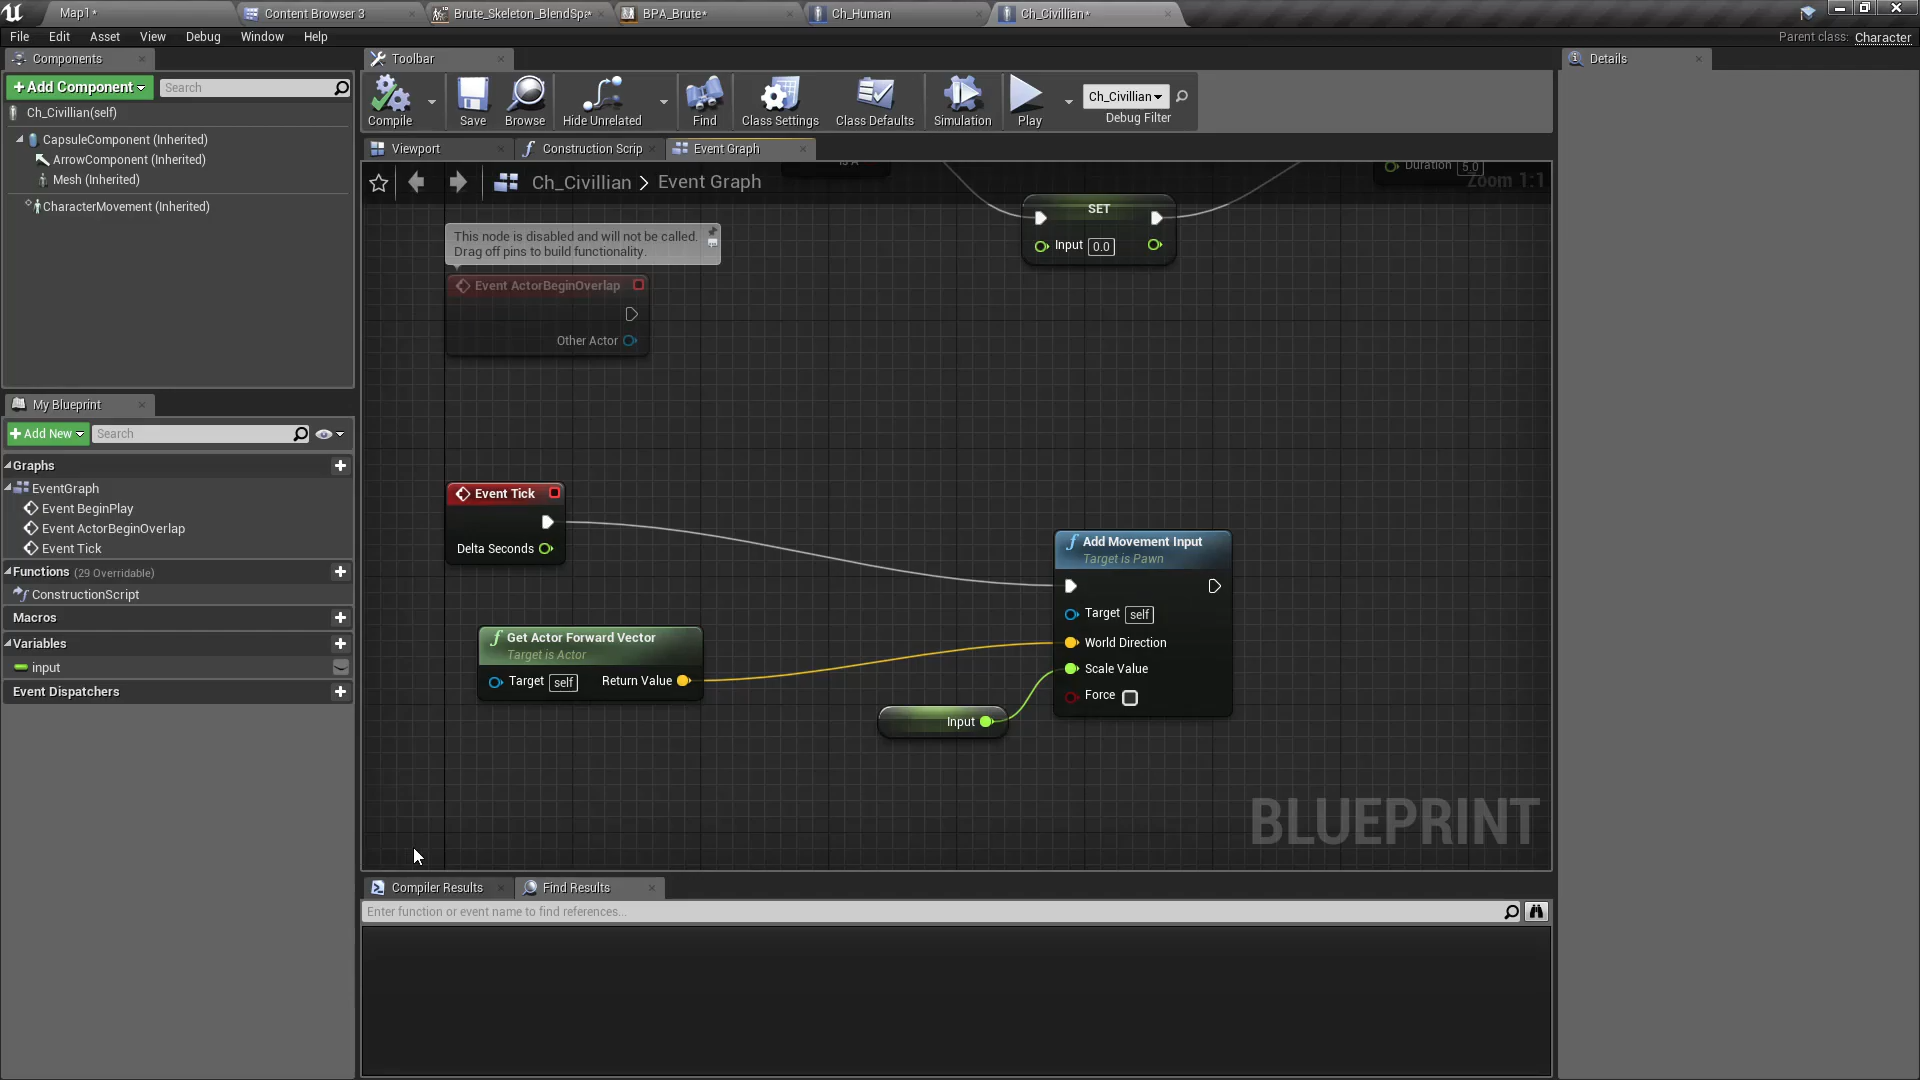 Map1*
Content Browser 3
Brute_Skeleton_BlendSpa*
BPA_Brute*
Ch_Human
Ch_Civillian*
File Edit Asset View Debug Window Help
Parent class: Character
Components
+Add Component
Search
Ch_Civillian(self)
CapsuleComponent (Inherited)
ArrowComponent (Inherited)
Mesh (Inherited)
CharacterMovement (Inherited)
My Blueprint
+Add New
Search
Graphs
EventGraph
Event BeginPlay
Event ActorBeginOverlap
Event Tick
Functions (29 Overridable)
ConstructionScript
Macros
Variables
input
Event Dispatchers
Toolbar
Compile
Save
Browse
Hide Unrelated
Find
Class Settings
Class Defaults
Simulation
Play
Ch_Civillian
Debug Filter
Viewport
Construction Scrip
Event Graph
Ch_Civillian > Event Graph
Duration 5.0
Zoom 1:1
SET
Input 0.0
This node is disabled and will not be called.
Drag off pins to build functionality.
Event ActorBeginOverlap
Other Actor
Event Tick
Delta Seconds
Get Actor Forward Vector
Target is Actor
Target self
Return Value
Input
Add Movement Input
Target is Pawn
Target self
World Direction
Scale Value
Force
BLUEPRINT
Compiler Results
Find Results
Enter function or event name to find references...
Details